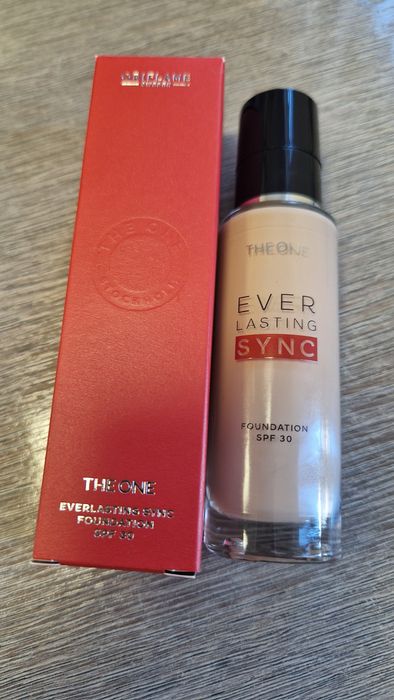 ORIFLAME
SWEDEN
THE ONE
STOCKHOLM
THE ONE
EVERLASTING SYNC
FOUNDATION
SPF 30
THE ONE
EVER
LASTING
SYNC
FOUNDATION
SPF 30